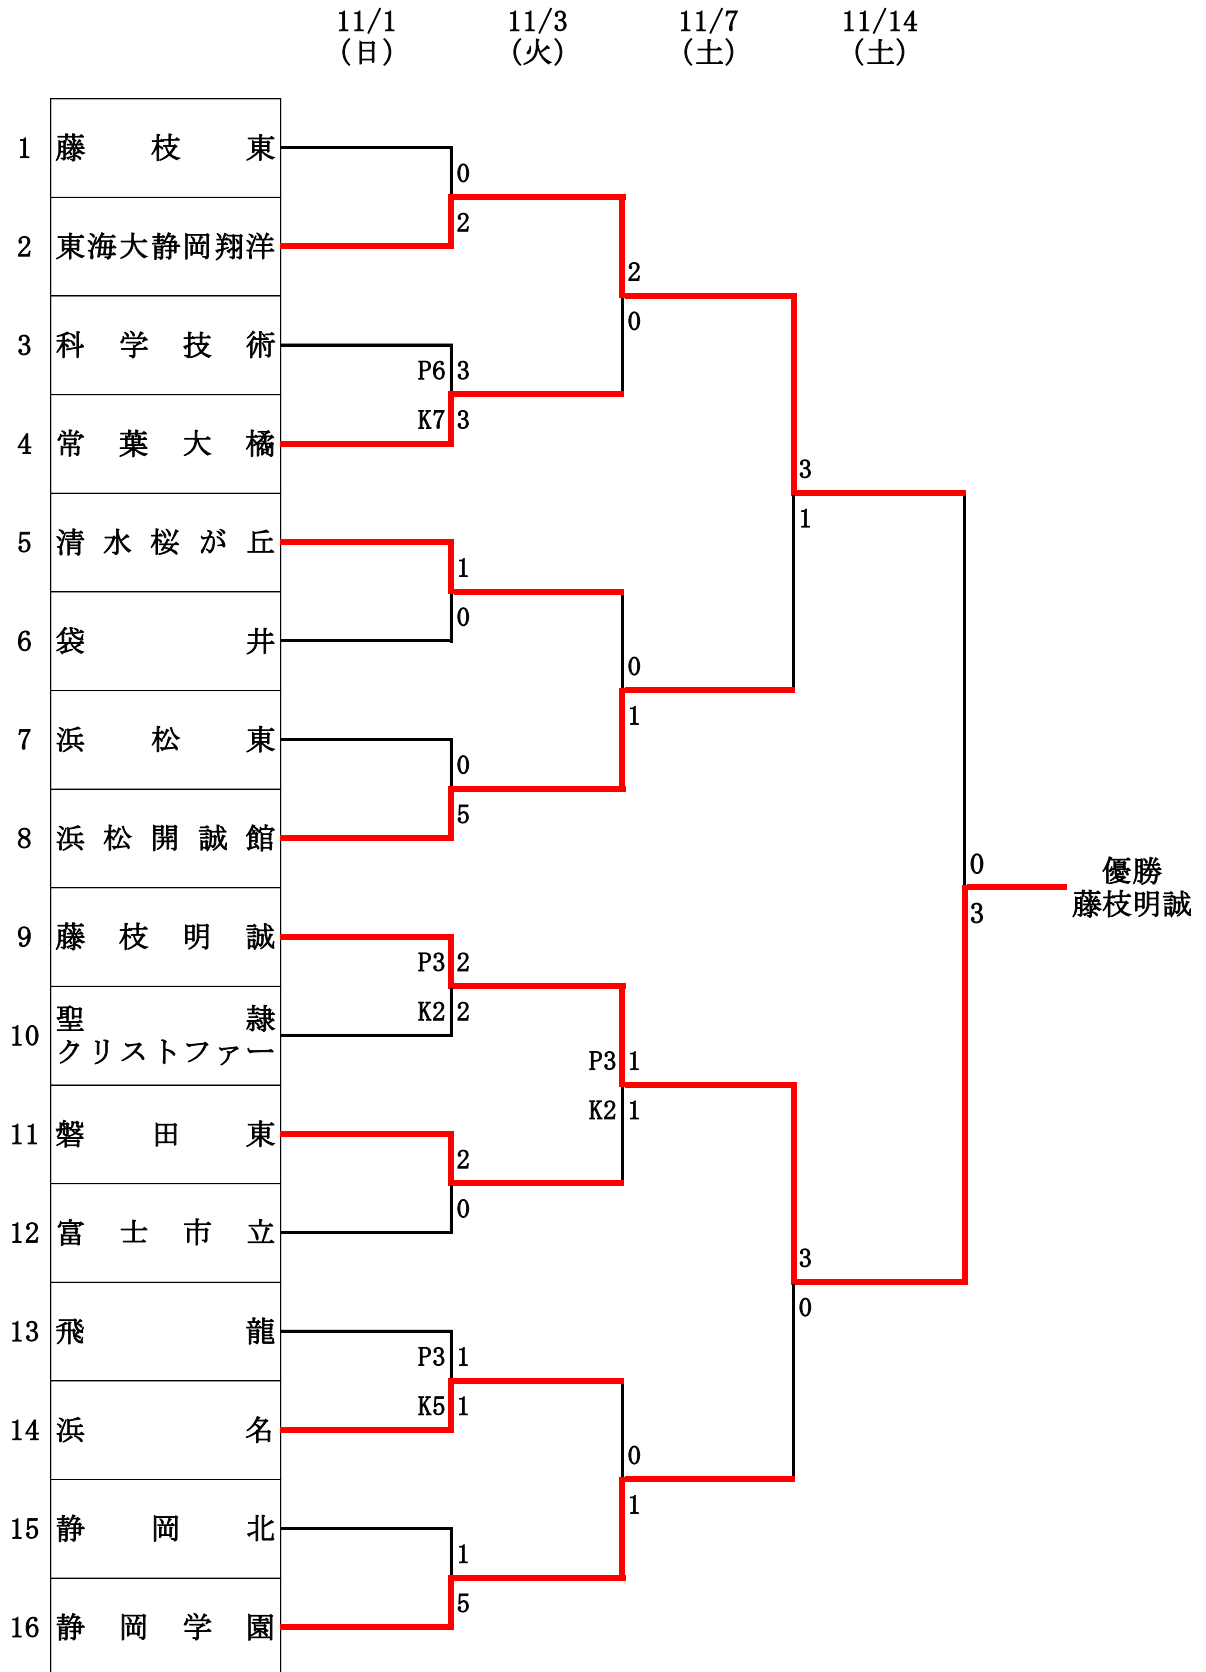 11/1 11/3 11/7 11/14
(日) (火) (土) (土)
1 藤枝東
0
2
2 東海大静岡翔洋
2
0
3 科学技術
P6 3
K7 3
4 常葉大橘
3
1
5 清水桜が丘
1
0
6 袋井
0
1
7 浜松東
0
5
8 浜松開誠館
0
3
優勝
藤枝明誠
9 藤枝明誠
P3 2
K2 2
10 聖隷
クリストファー
P3 1
K2 1
11 磐田東
2
0
12 富士市立
3
0
13 飛龍
P3 1
K5 1
14 浜名
0
1
15 静岡北
1
5
16 静岡学園